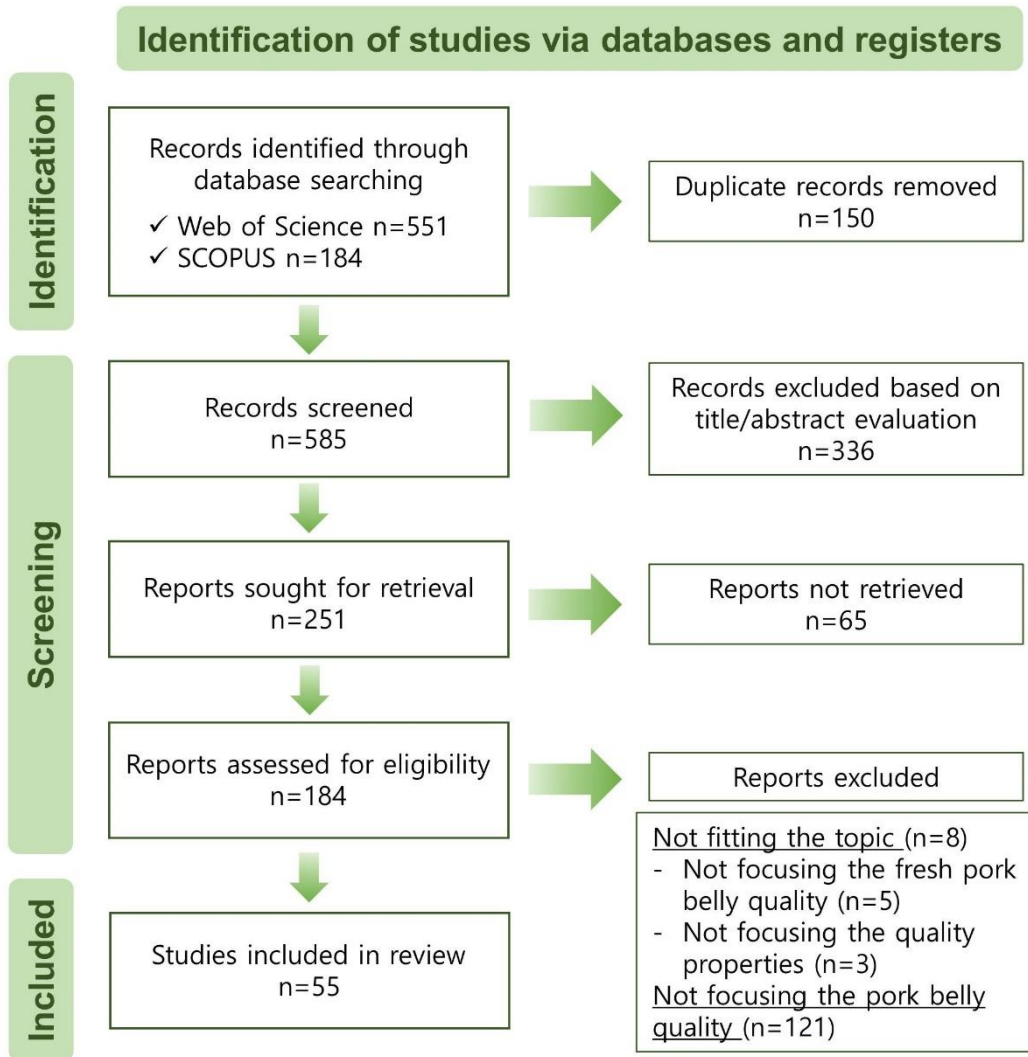 Identification of studies via databases and registers
Identification
Records identified through
database searching
✓ Web of Science n=551
✓ SCOPUS n=184
Duplicate records removed
n=150
Screening
Records screened
n=585
Records excluded based on
title/abstract evaluation
n=336
Reports sought for retrieval
n=251
Reports not retrieved
n=65
Reports assessed for eligibility
n=184
Reports excluded
Not fitting the topic (n=8)
- Not focusing the fresh pork
belly quality (n=5)
- Not focusing the quality
properties (n=3)
Not focusing the pork belly
quality (n=121)
Included
Studies included in review
n=55